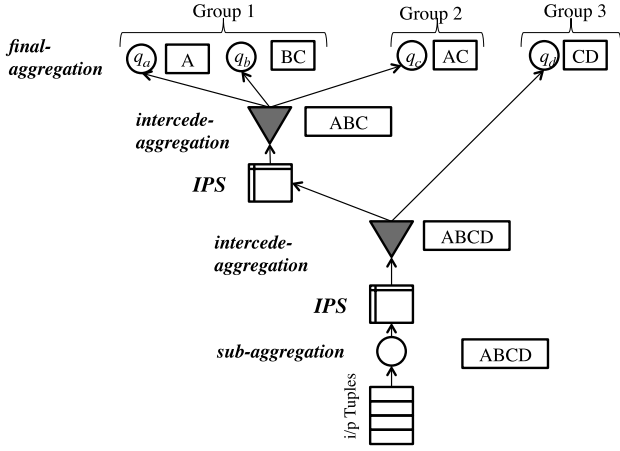 Group 1 Group 2 Group 3
final-
aggregation
qa A qb BC qc AC qd CD
intercede-
aggregation
ABC
IPS
intercede-
aggregation
ABCD
IPS
sub-aggregation
ABCD
i/p Tuples